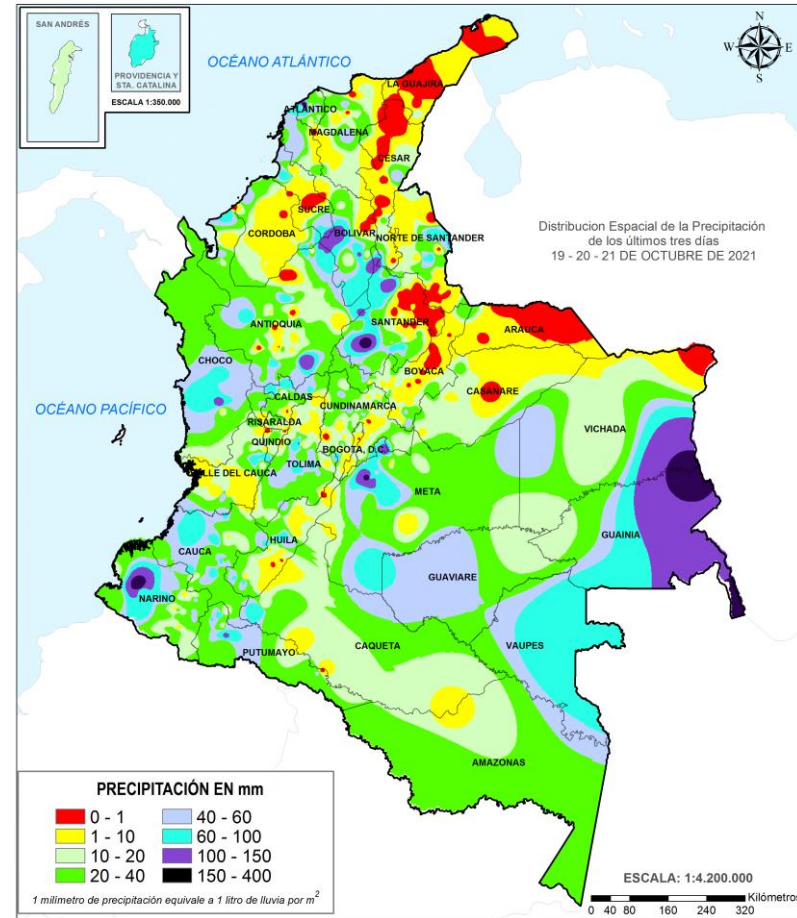 SAN ANDRÉS
PROVIDENCIA Y
STA. CATALINA
ESCALA 1:350.000
OCÉANO ATLÁNTICO
N
W
E
S
LA GUAJIRA
ATLÁNTICO
MAGDALENA
CESAR
SUCRE
CORDOBA
BOLIVAR
NORTE DE SANTANDER
Distribucion Espacial de la Precipitación
de los últimos tres días
19 - 20 - 21 DE OCTUBRE DE 2021
ANTIOQUIA
SANTANDER
ARAUCA
CHOCO
BOYACA
CASANARE
OCÉANO PACÍFICO
CALDAS
CUNDINAMARCA
RISARALDA
VICHADA
QUINDIO
BOGOTA, D.C.
TOLIMA
VALLE DEL CAUCA
META
GUAINIA
CAUCA
HUILA
GUAVIARE
NARINO
VAUPES
CAQUETA
PUTUMAYO
AMAZONAS
PRECIPITACIÓN EN mm
0 - 1
40 - 60
1 - 10
60 - 100
10 - 20
100 - 150
20 - 40
150 - 400
1 milímetro de precipitación equivale a 1 litro de lluvia por m²
ESCALA: 1:4.200.000
Kilómetros
0 40 80 160 240 320